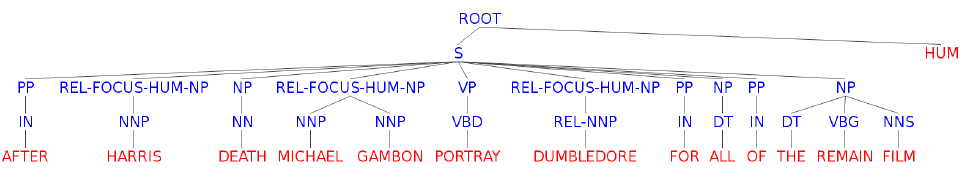 ROOT
S HUM
PP REL-FOCUS-HUM-NP NP REL-FOCUS-HUM-NP VP REL-FOCUS-HUM-NP PP NP PP NP
IN NNP NN NNP NNP VBD REL-NNP IN DT IN DT VBG NNS
AFTER HARRIS DEATH MICHAEL GAMBON PORTRAY DUMBLEDORE FOR ALL OF THE REMAIN FILM